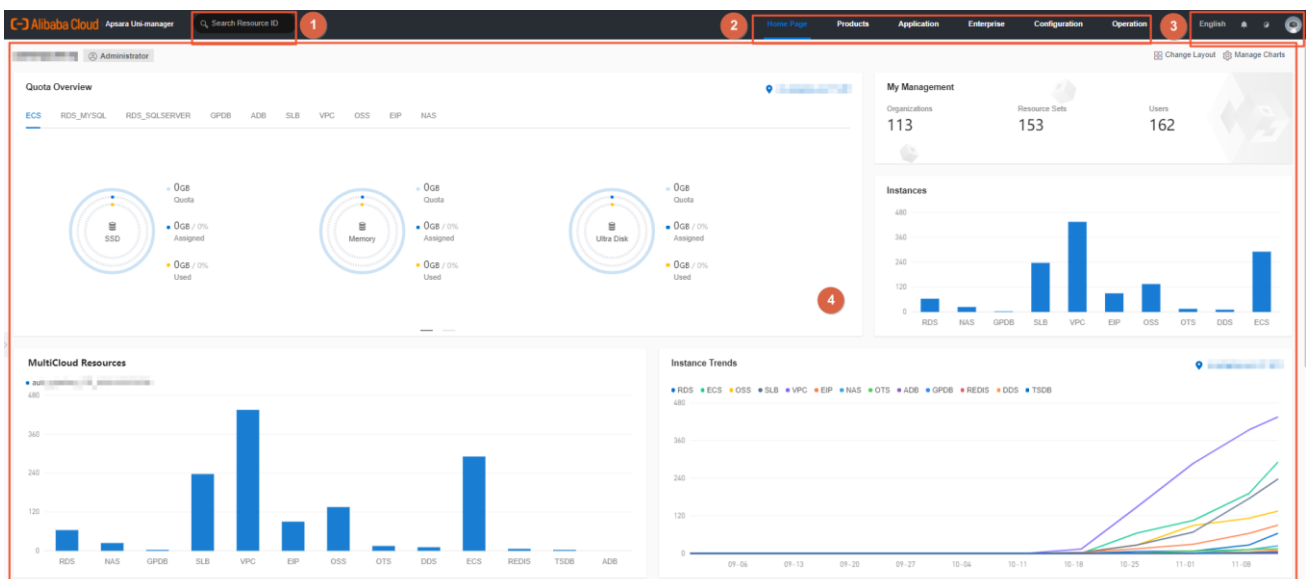 (-) Alibaba Cloud Apsara Uni-manager Search Resource ID 1 2 Home Page Products Application Enterprise Configuration Operation 3 English
Administrator Change Layout Manage Charts
Quota Overview
ECS RDS_MYSQL RDS_SQLSERVER GPDB ADB SLB VPC OSS EIP NAS
SSD
0GB
Quota
0GB / 0%
Assigned
0GB / 0%
Used
Memory
0GB
Quota
0GB / 0%
Assigned
0GB / 0%
Used
Ultra Disk
0GB
Quota
0GB / 0%
Assigned
0GB / 0%
Used
4
My Management
Organizations Resource Sets Users
113 153 162
Instances
480
360
240
120
0
RDS NAS GPDB SLB VPC EIP OSS OTS DDS ECS
MultiCloud Resources
480
360
240
120
0
RDS NAS GPDB SLB VPC EIP OSS OTS DDS ECS REDIS TSDB ADB
Instance Trends
RDS ECS OSS SLB VPC EIP NAS OTS ADB GPDB REDIS DDS TSDB
480
360
240
120
0
09-06 09-13 09-20 09-27 10-04 10-11 10-18 10-25 11-01 11-08